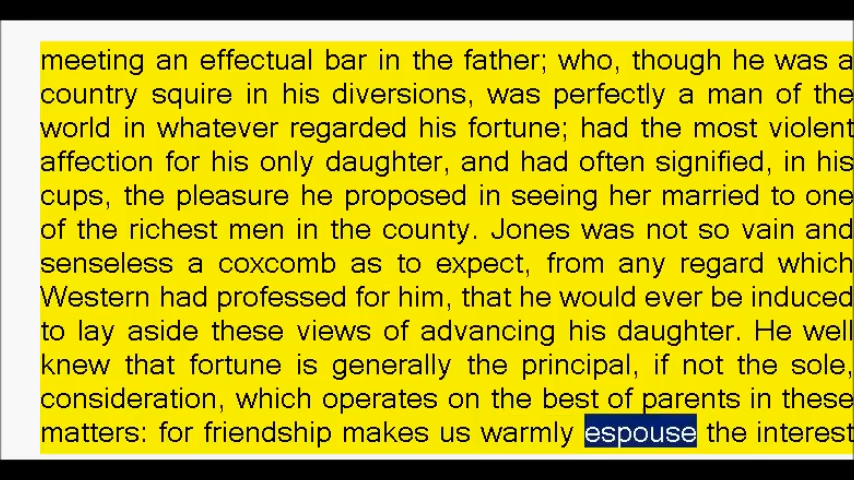 meeting an effectual bar in the father; who, though he was a
country squire in his diversions, was perfectly a man of the
world in whatever regarded his fortune; had the most violent
affection for his only daughter, and had often signified, in his
cups, the pleasure he proposed in seeing her married to one
of the richest men in the county. Jones was not so vain and
senseless a coxcomb as to expect, from any regard which
Western had professed for him, that he would ever be induced
to lay aside these views of advancing his daughter. He well
knew that fortune is generally the principal, if not the sole,
consideration, which operates on the best of parents in these
matters: for friendship makes us warmly espouse the interest